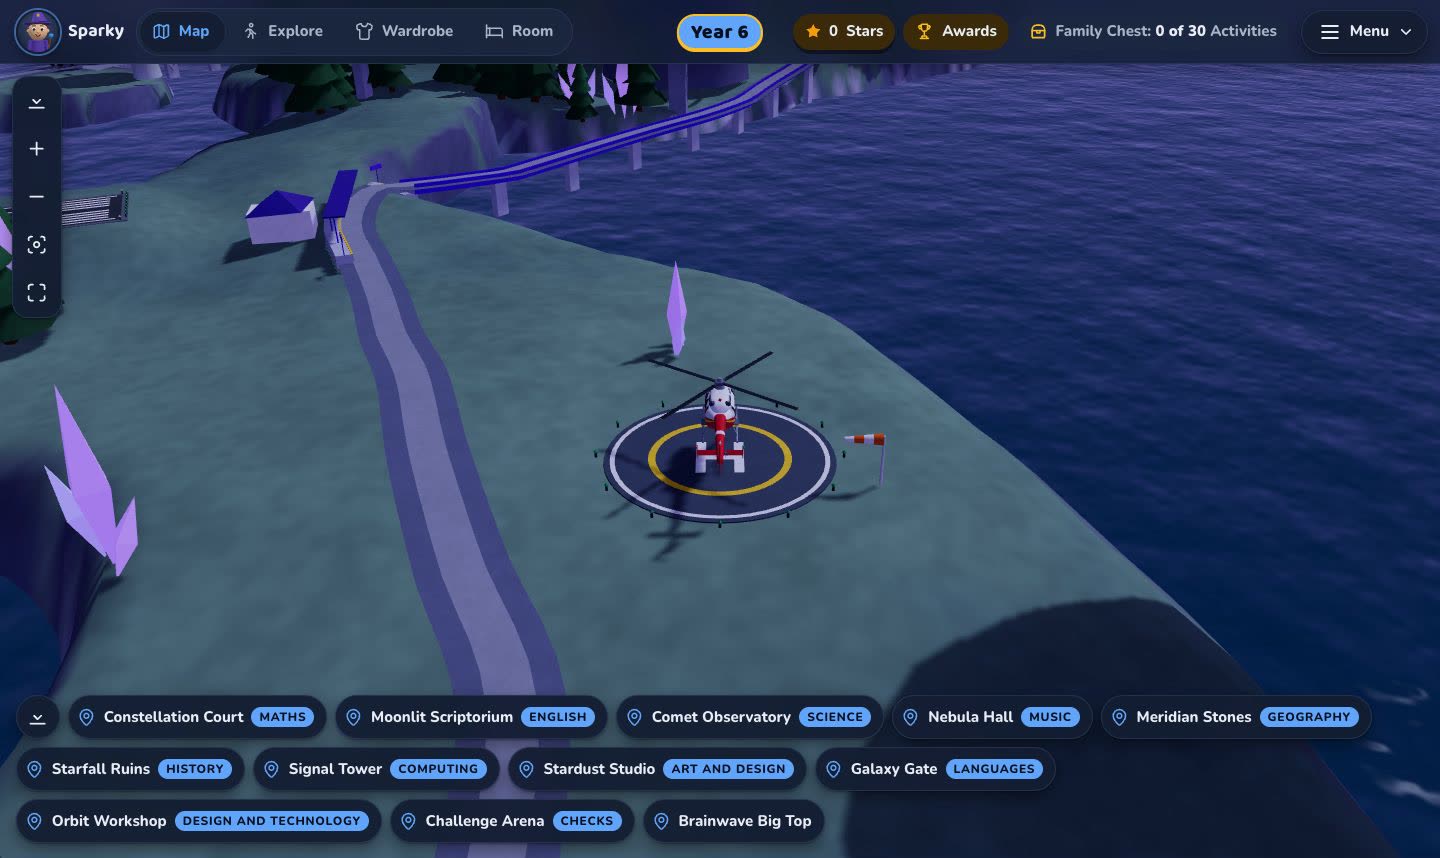 Sparky
Map
Explore
Wardrobe
Room
Year 6
0 Stars
Awards
Family Chest: 0 of 30 Activities
Menu
Constellation Court MATHS
Moonlit Scriptorium ENGLISH
Comet Observatory SCIENCE
Nebula Hall MUSIC
Meridian Stones GEOGRAPHY
Starfall Ruins HISTORY
Signal Tower COMPUTING
Stardust Studio ART AND DESIGN
Galaxy Gate LANGUAGES
Orbit Workshop DESIGN AND TECHNOLOGY
Challenge Arena CHECKS
Brainwave Big Top